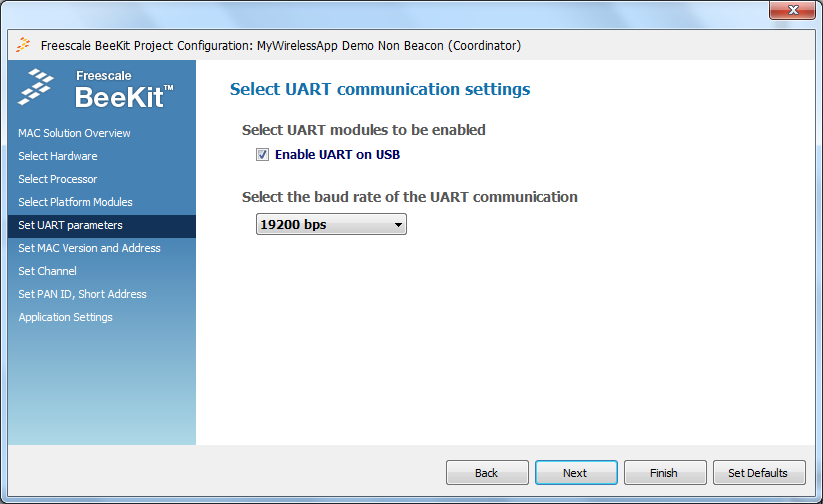 Freescale BeeKit Project Configuration: MyWirelessApp Demo Non Beacon (Coordinator)
Freescale
BeeKit™
MAC Solution Overview
Select Hardware
Select Processor
Select Platform Modules
Set UART parameters
Set MAC Version and Address
Set Channel
Set PAN ID, Short Address
Application Settings
Select UART communication settings
Select UART modules to be enabled
Enable UART on USB
Select the baud rate of the UART communication
19200 bps
Back
Next
Finish
Set Defaults